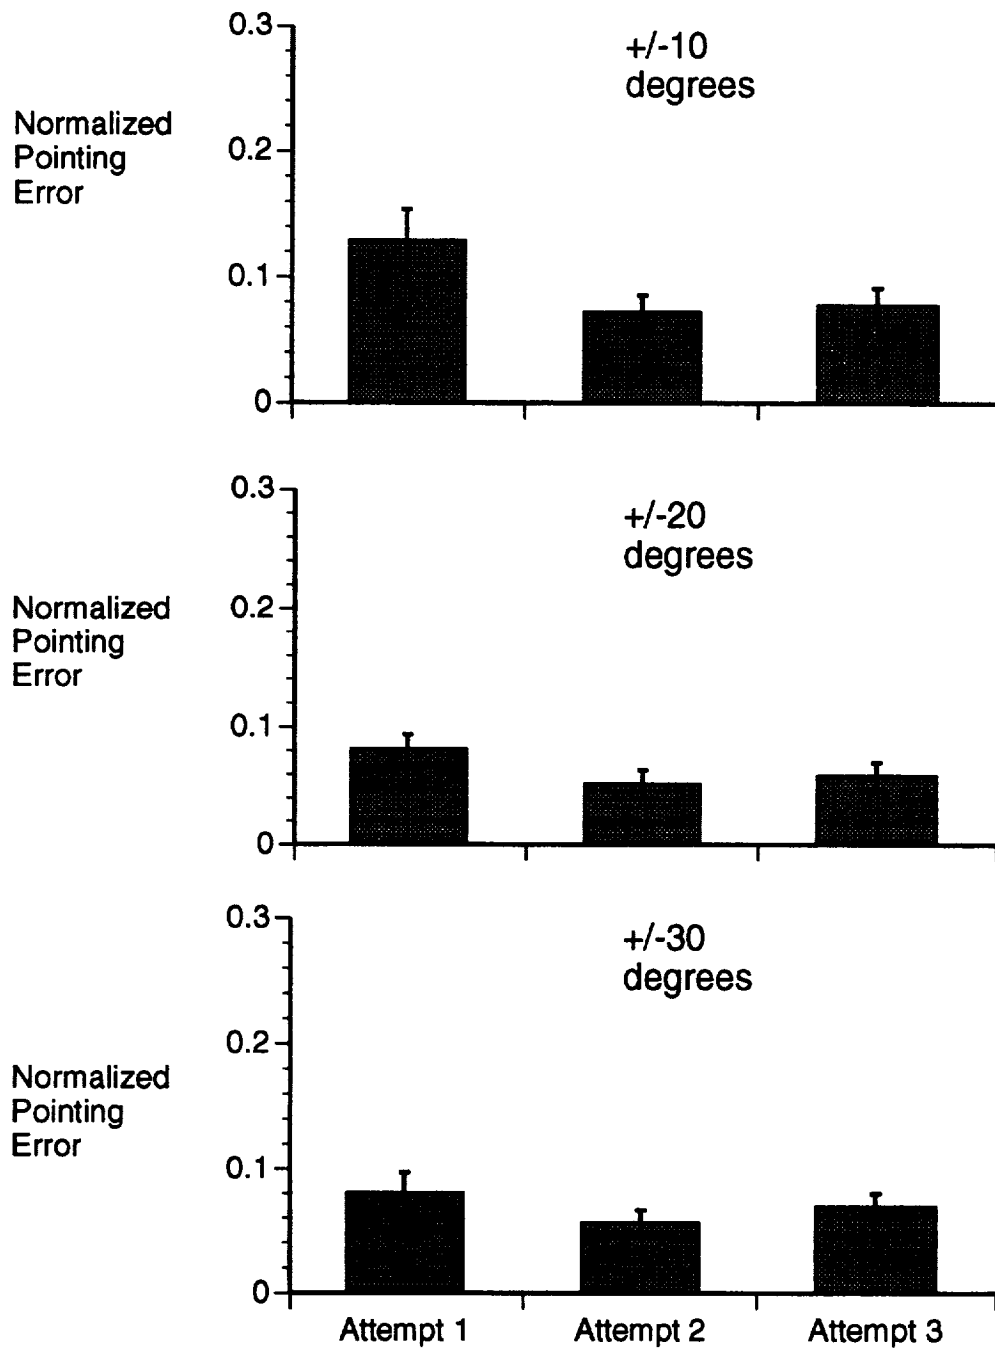 0.3
+/-10
degrees
Normalized
Pointing
Error
0.2
0.1
0
0.3
+/-20
degrees
Normalized
Pointing
Error
0.2
0.1
0
0.3
+/-30
degrees
0.2
Normalized
Pointing
Error
0.1
0
Attempt 1 Attempt 2 Attempt 3